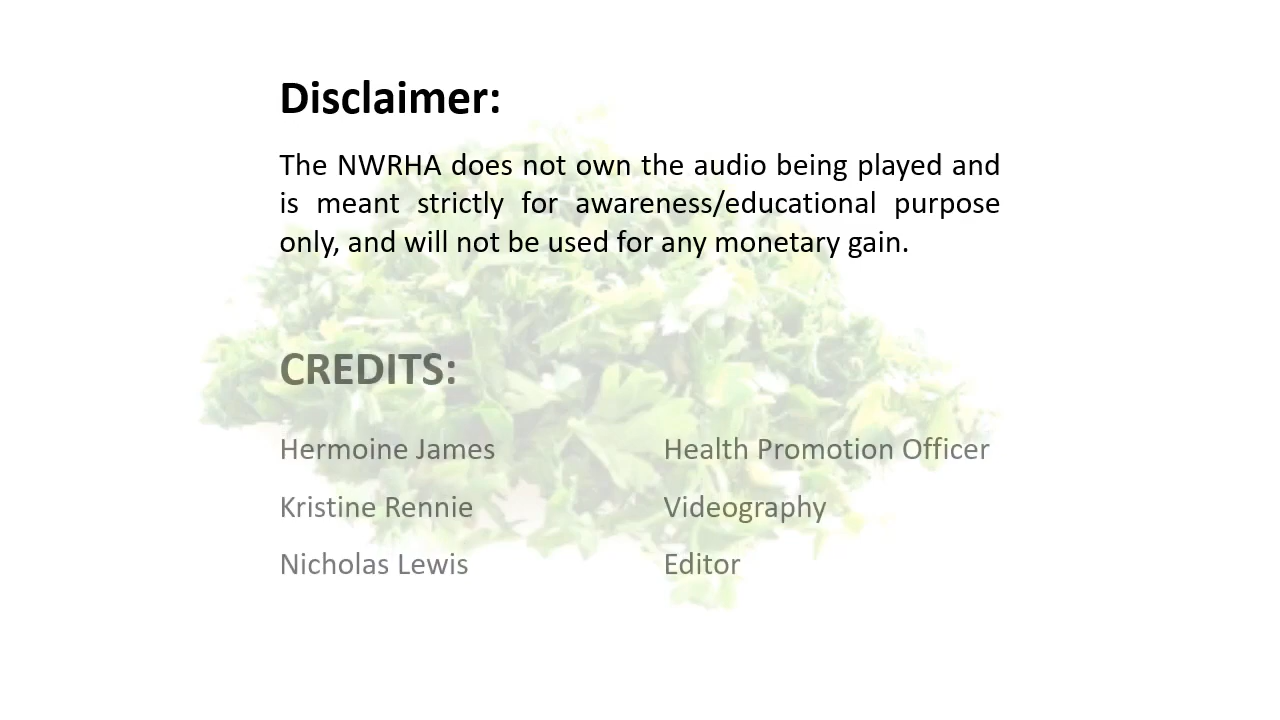 Disclaimer:
The NWRHA does not own the audio being played and
is meant strictly for awareness/educational purpose
only, and will not be used for any monetary gain.
CREDITS:
Hermoine James Health Promotion Officer
Kristine Rennie Videography
Nicholas Lewis Editor